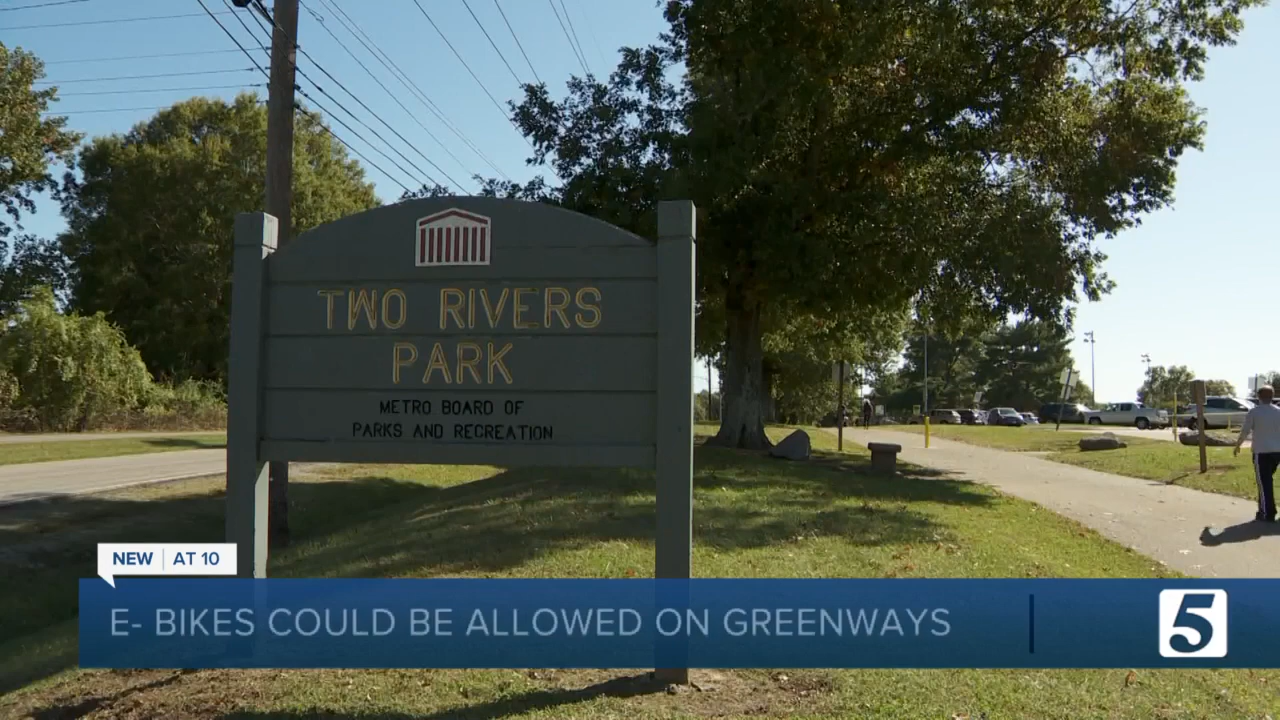 TWO RIVERS
PARK
METRO BOARD OF
PARKS AND RECREATION
NEW AT 10
E- BIKES COULD BE ALLOWED ON GREENWAYS
5